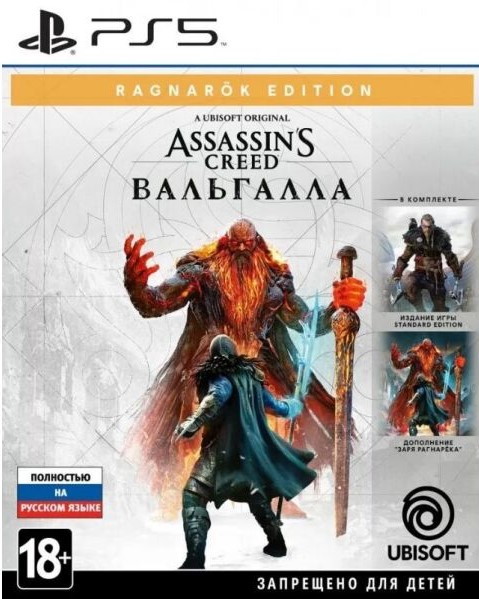 PS5
RAGNARÖK EDITION
A UBISOFT ORIGINAL
ASSASSIN'S
CREED
ВАЛЬГАЛЛА
В КОМПЛЕКТЕ
ИЗДАНИЕ ИГРЫ
STANDARD EDITION
ДОПОЛНЕНИЕ
"ЗАРЯ РАГНАРЁКА"
ПОЛНОСТЬЮ
НА
РУССКОМ ЯЗЫКЕ
18+
UBISOFT
ЗАПРЕЩЕНО ДЛЯ ДЕТЕЙ